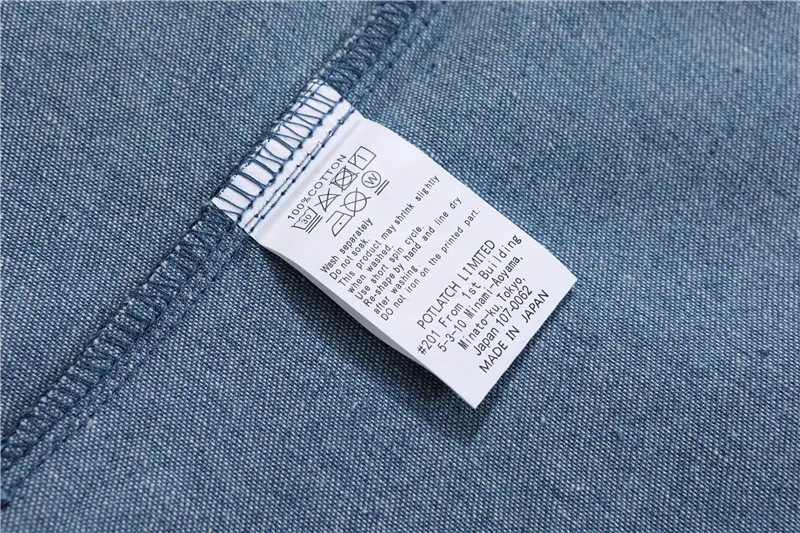 100%COTTON
30
W
Wash separately
Do not soak.
This product may shrink slightly
when washed.
Use short spin cycle.
Re-shape by hand and line dry
after washing.
Do not iron on the printed part.
POTLATCH LIMITED
#201 From 1st Building
5-3-10 Minami-Aoyama,
Minato-ku, Tokyo,
Japan 107-0062
MADE IN JAPAN